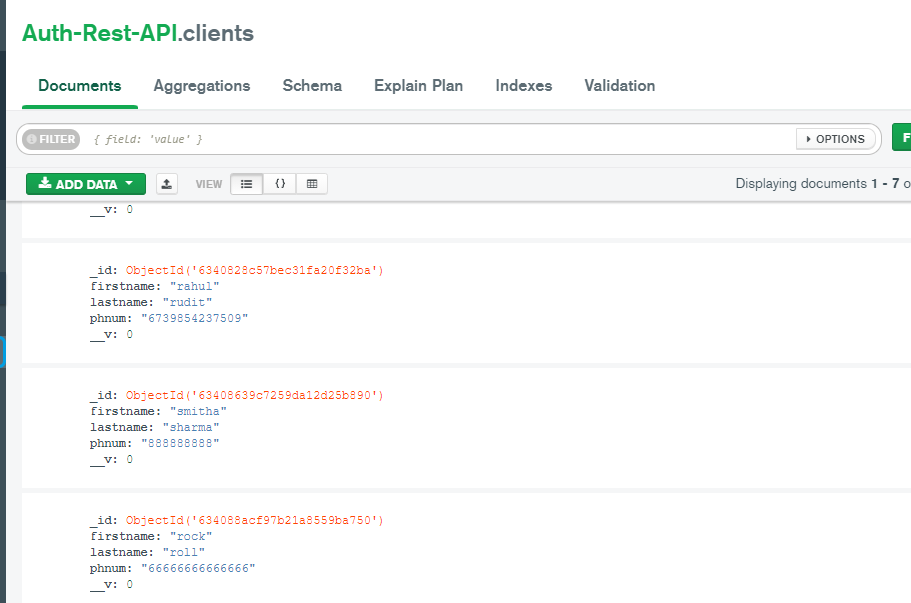 Auth-Rest-API.clients
Documents Aggregations Schema Explain Plan Indexes Validation
FILTER { field: 'value' } OPTIONS F
ADD DATA VIEW {} Displaying documents 1 - 7 o
__v: 0
_id: ObjectId('6340828c57bec31fa20f32ba')
firstname: "rahul"
lastname: "rudit"
phnum: "6739854237509"
__v: 0
_id: ObjectId('63408639c7259da12d25b890')
firstname: "smitha"
lastname: "sharma"
phnum: "888888888"
__v: 0
_id: ObjectId('634088acf97b21a8559ba750')
firstname: "rock"
lastname: "roll"
phnum: "66666666666666"
__v: 0